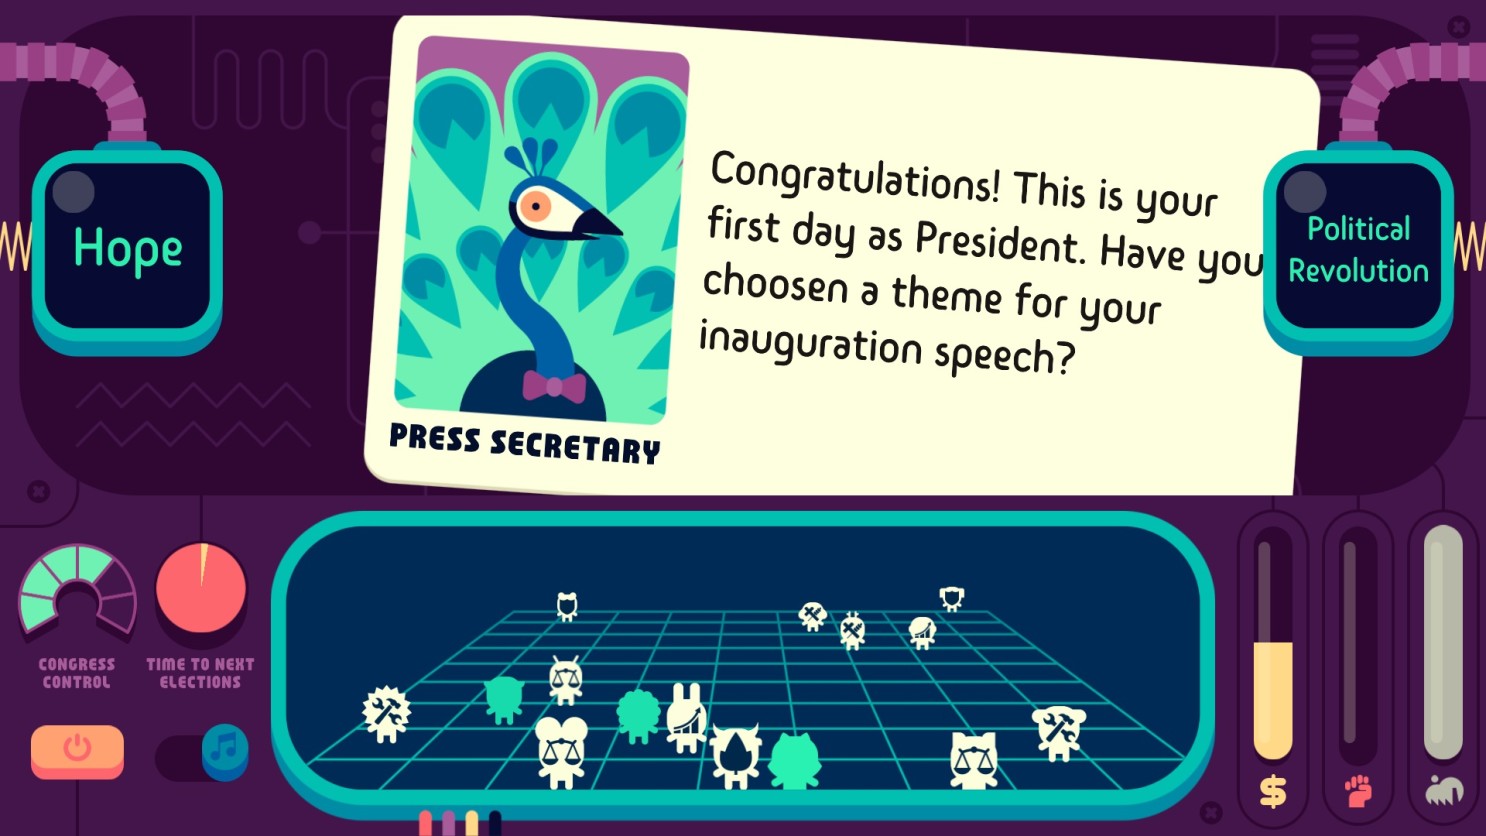 Hope
Congratulations! This is your
first day as President. Have you
choosen a theme for your
inauguration speech?
Political
Revolution
PRESS SECRETARY
CONGRESS
CONTROL
TIME TO NEXT
ELECTIONS
$